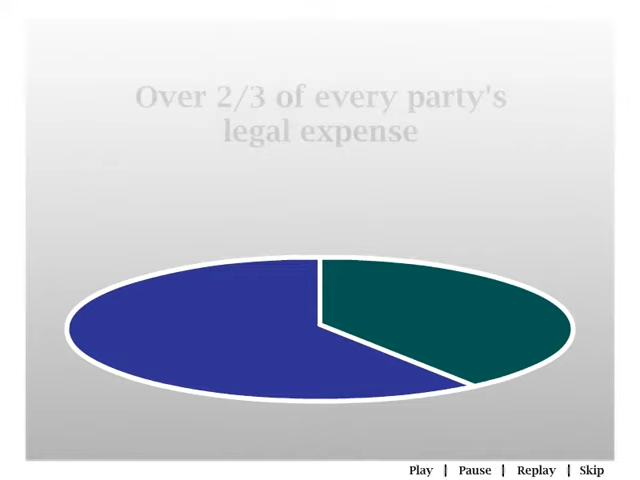 Over 2/3 of every party's
legal expense
Play | Pause | Replay | Skip